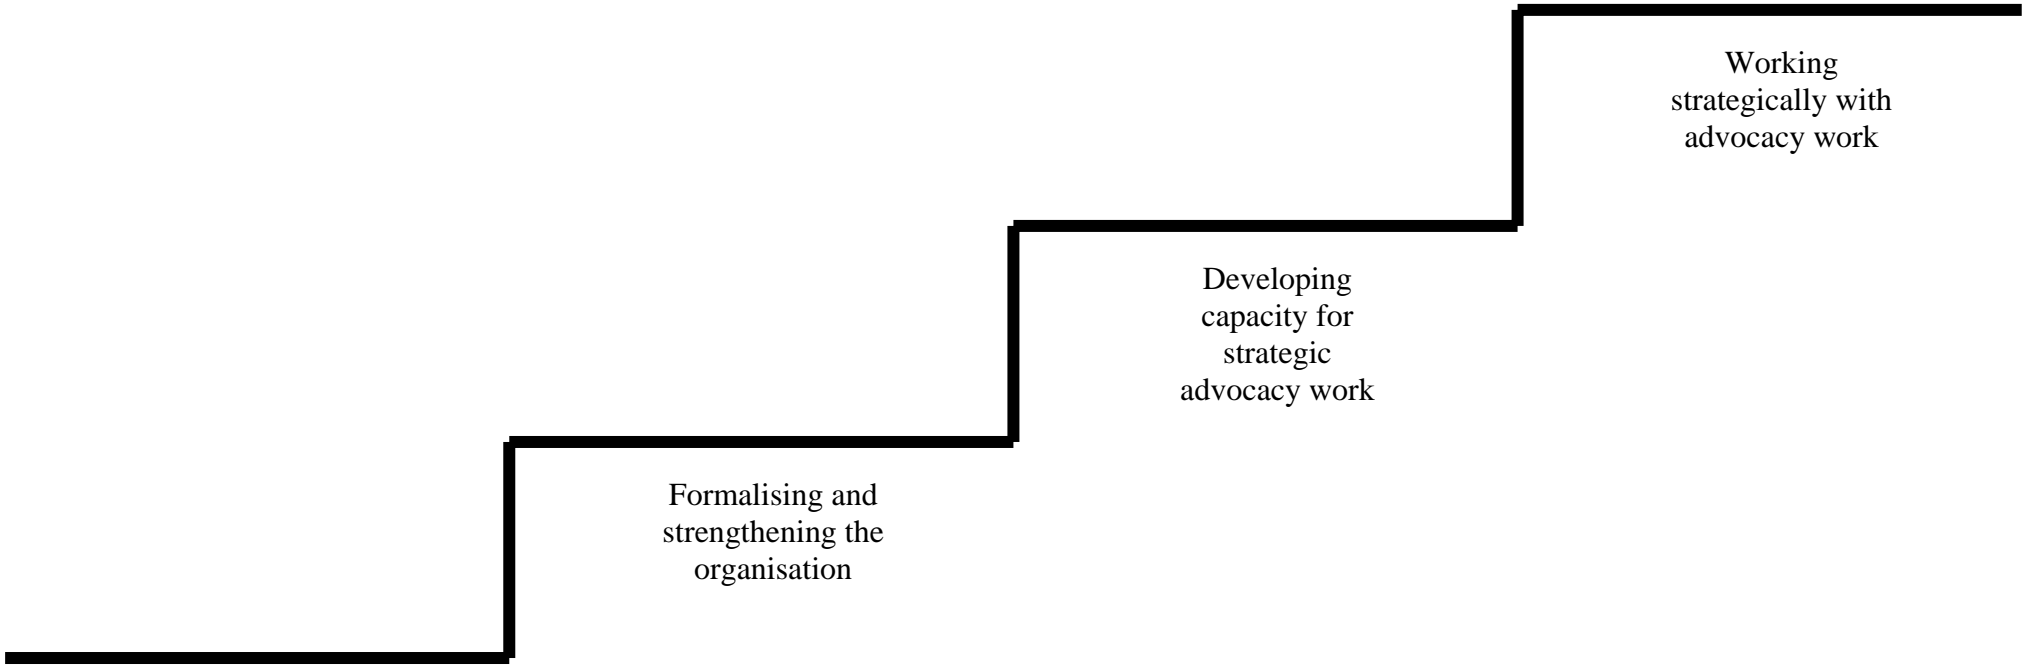 Working
strategically with
advocacy work
Developing
capacity for
strategic
advocacy work
Formalising and
strengthening the
organisation